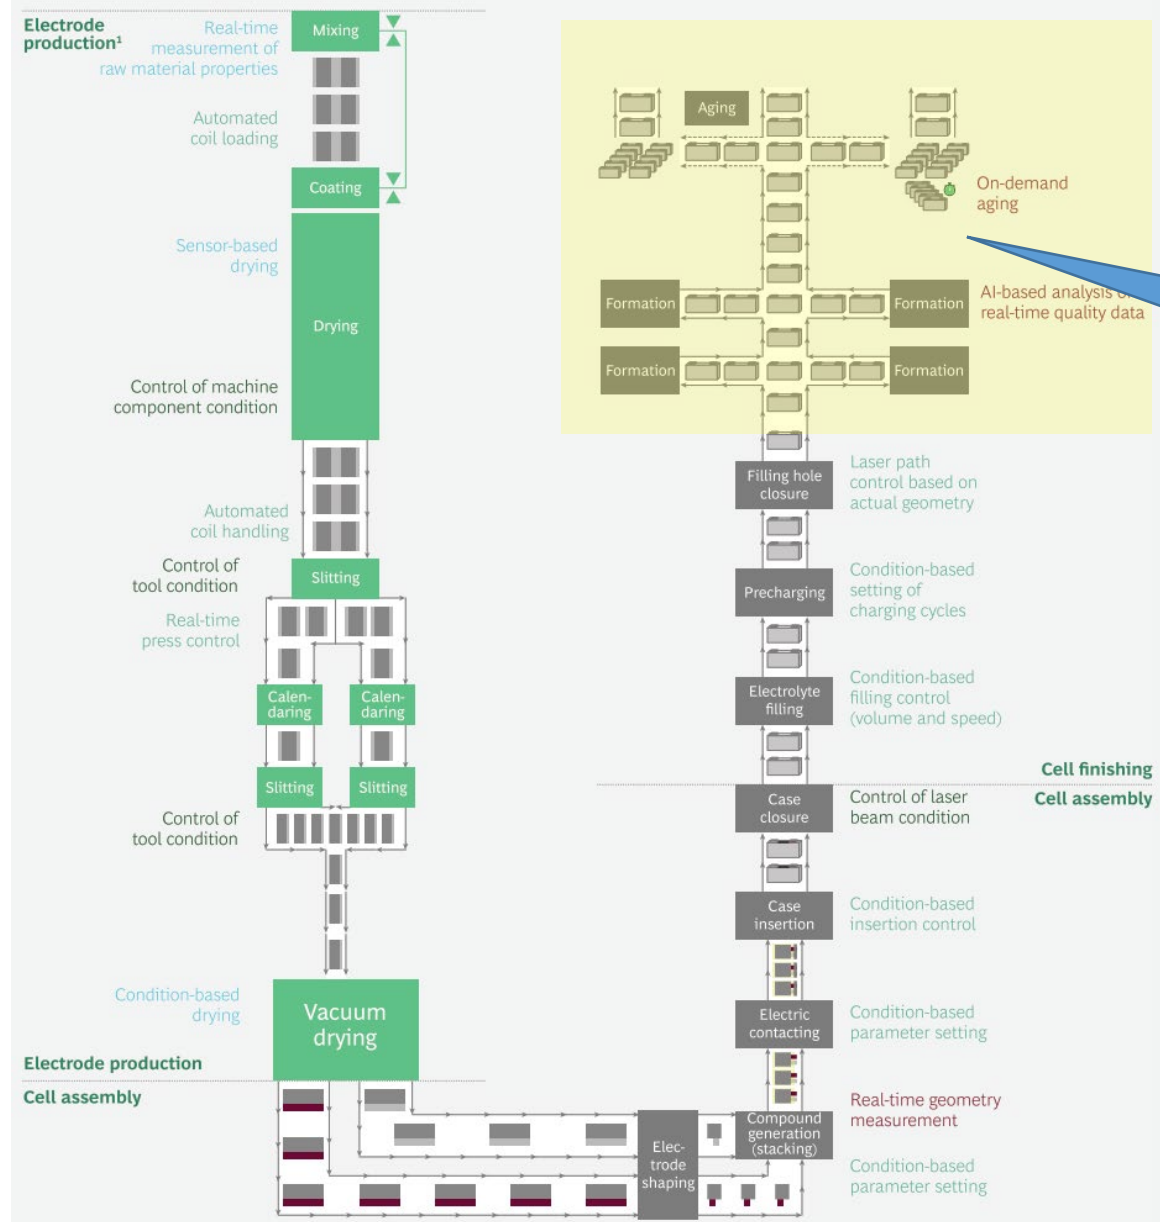 Electrode
production¹
Real-time
measurement of
raw material properties
Mixing
Automated
coil loading
Coating
Sensor-based
drying
Drying
Control of machine
component condition
Automated
coil handling
Control of
tool condition
Slitting
Real-time
press control
Calen-
daring
Calen-
daring
Slitting
Slitting
Control of
tool condition
Condition-based
drying
Vacuum
drying
Electrode production
Cell assembly
Elec-
trode
shaping
Aging
On-demand
aging
Formation
Formation
AI-based analysis
real-time quality data
Formation
Formation
Filling hole
closure
Laser path
control based on
actual geometry
Precharging
Condition-based
setting of
charging cycles
Electrolyte
filling
Condition-based
filling control
(volume and speed)
Cell finishing
Cell assembly
Case
closure
Control of laser
beam condition
Case
insertion
Condition-based
insertion control
Electric
contacting
Condition-based
parameter setting
Compound
generation
(stacking)
Real-time geometry
measurement
Condition-based
parameter setting